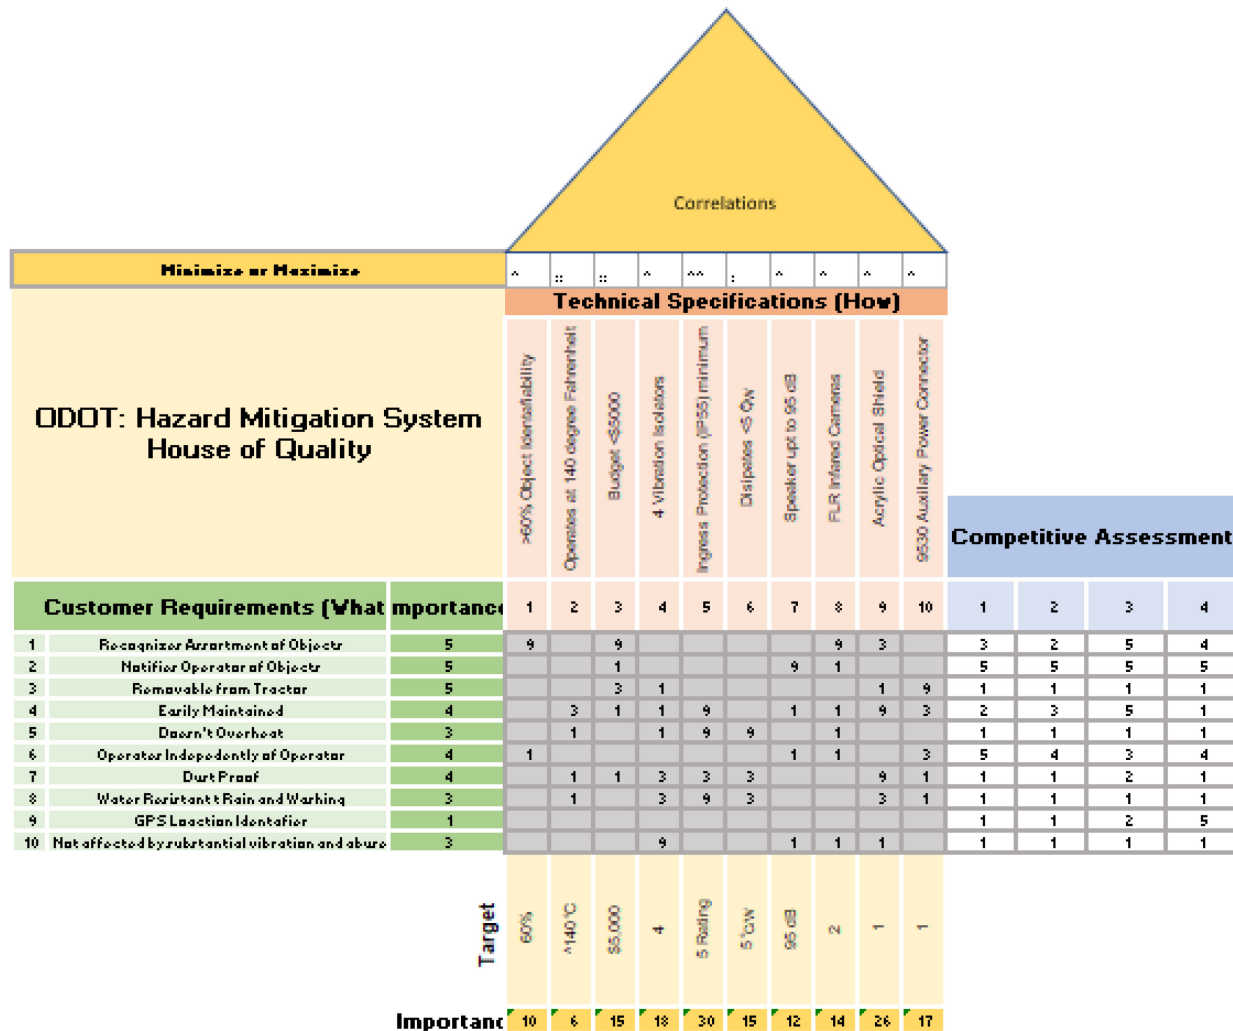 Correlations
Minimize or Maximize ^ :: :: ^ ^^ : ^ ^ ^ ^
Technical Specifications (How)
ODOT: Hazard Mitigation System
House of Quality
>60% Object Identafiability
Operates at 140 degree Fahrenheit
Budget <$5000
4 Vibration Isolators
Ingress Protection (IP55) minimum
Disipates <5 Q/W
Speaker upt to 95 dB
FLR Infared Cameras
Acrylic Optical Shield
9530 Auxiliary Power Connector
Competitive Assessment
Customer Requirements (What mportance 1 2 3 4 5 6 7 8 9 10 1 2 3 4
1 Recognizes Assortment of Objects 5 9 9 9 3 3 2 5 4
2 Notifies Operator of Objects 5 1 9 1 5 5 5 5
3 Removable from Tractor 5 3 1 1 9 1 1 1 1
4 Easily Maintained 4 3 1 1 9 1 1 9 3 2 3 5 1
5 Doesn't Overheat 3 1 1 9 9 1 1 1 1 1
6 Operates Indepedently of Operator 4 1 1 1 3 5 4 3 4
7 Dust Proof 4 1 1 3 3 3 9 1 1 1 2 1
8 Water Resistant t Rain and Washing 3 1 3 9 3 3 1 1 1 1 1
9 GPS Loaction Identafier 1 1 1 2 5
10 Not affected by substantial vibration and abuse 3 9 1 1 1 1 1 1 1
Target 60% ^140°C $5,000 4 5 Rating 5°C/W 95 dB 2 1 1
Importanc 10 6 15 18 30 15 12 14 26 17